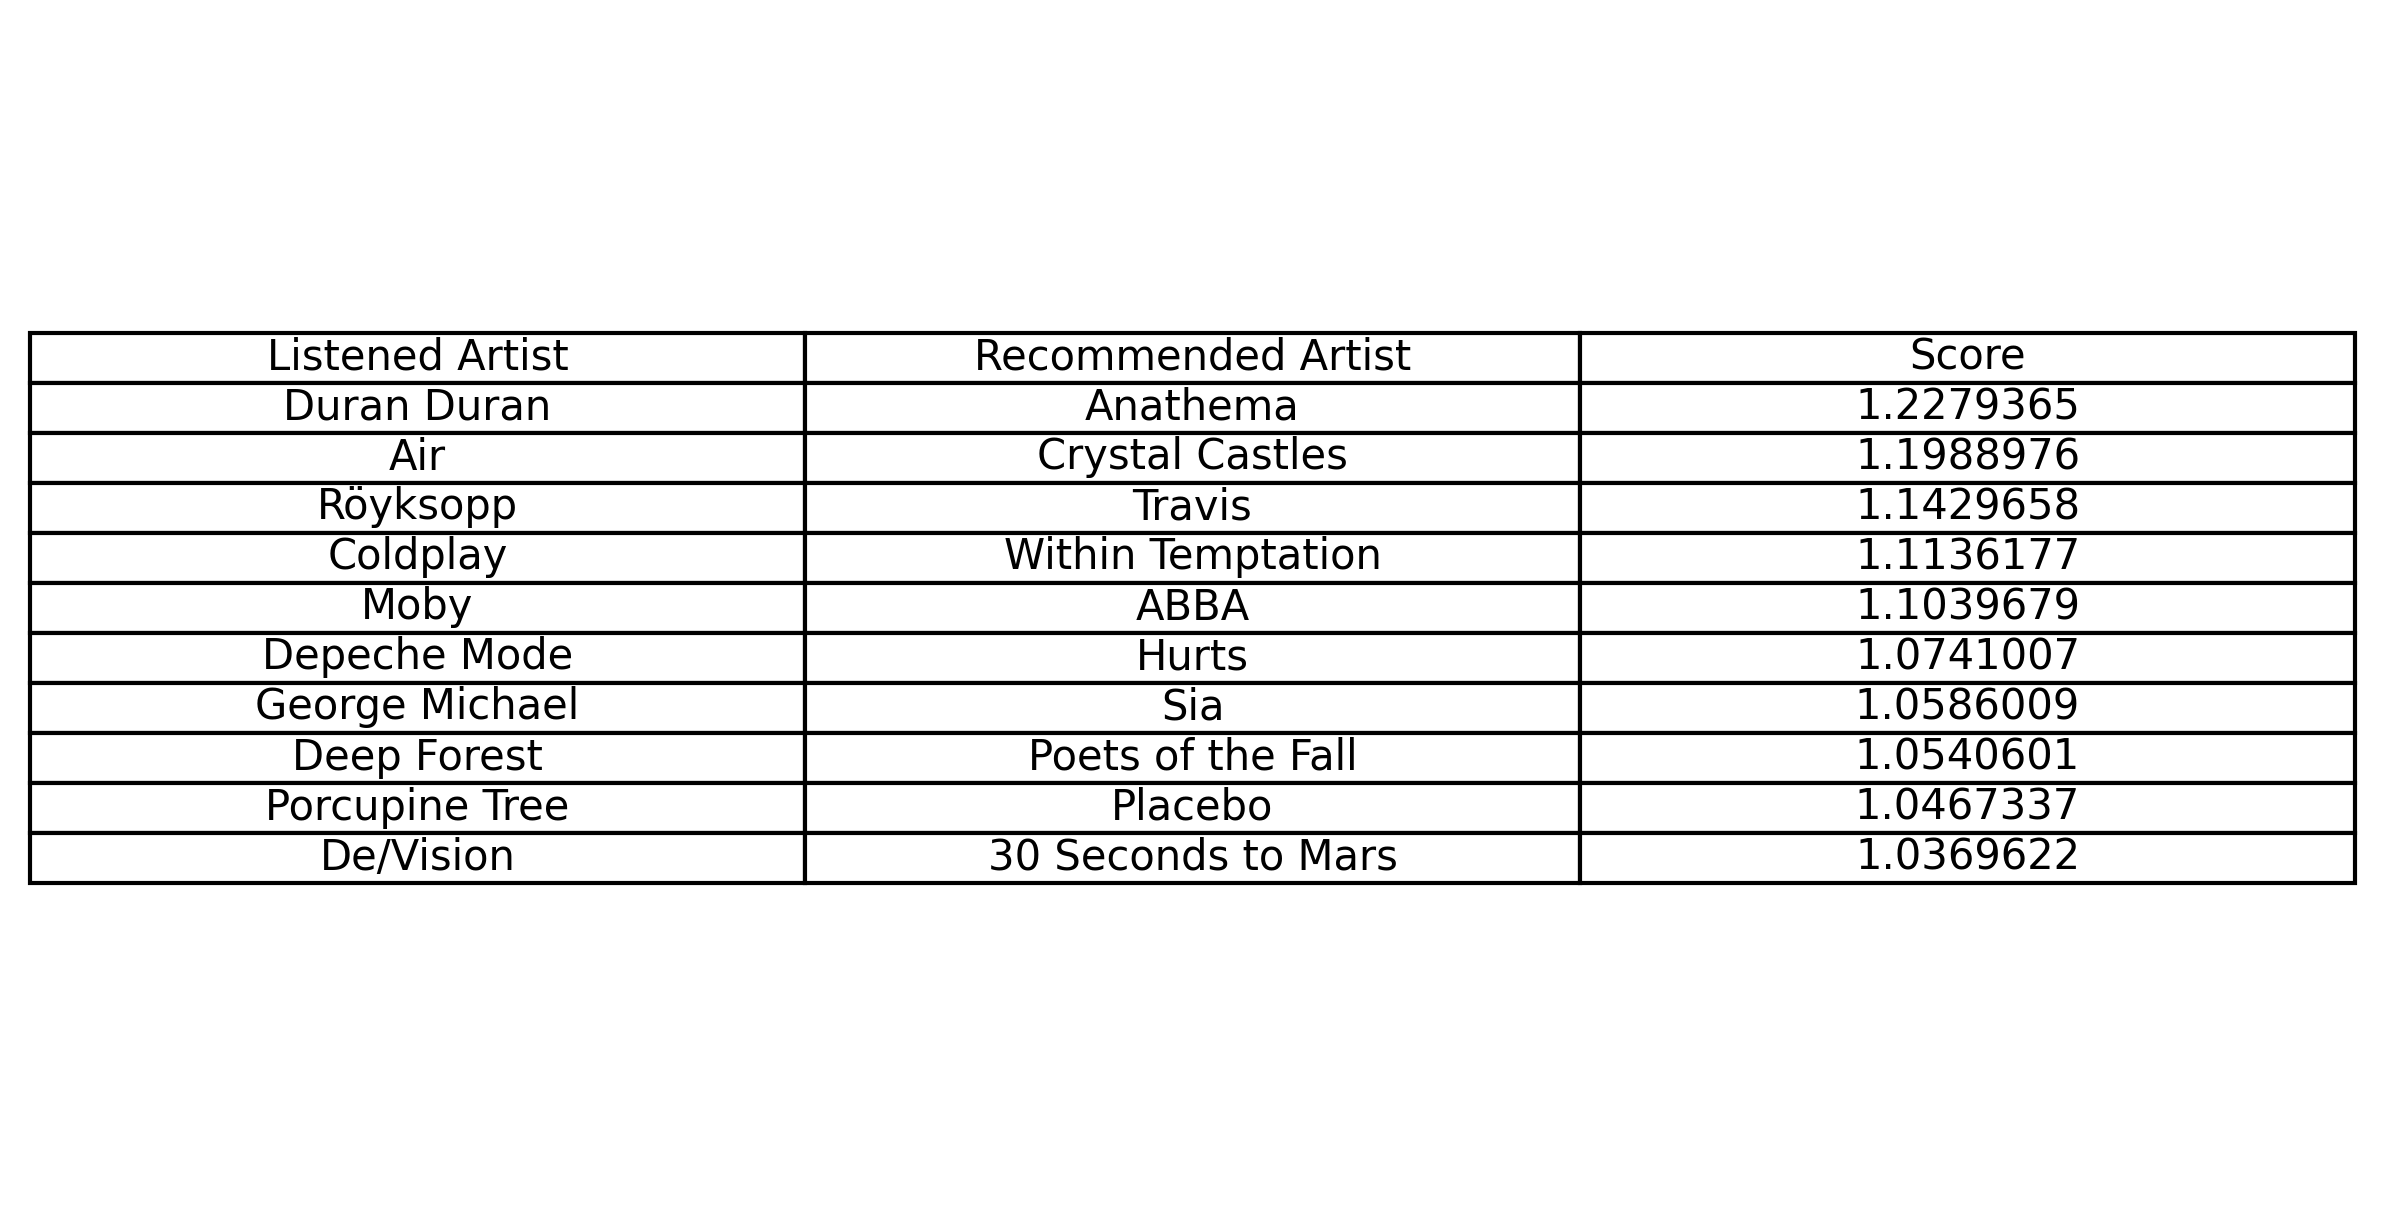 Listened Artist Recommended Artist Score
Duran Duran Anathema 1.2279365
Air Crystal Castles 1.1988976
Röyksopp Travis 1.1429658
Coldplay Within Temptation 1.1136177
Moby ABBA 1.1039679
Depeche Mode Hurts 1.0741007
George Michael Sia 1.0586009
Deep Forest Poets of the Fall 1.0540601
Porcupine Tree Placebo 1.0467337
De/Vision 30 Seconds to Mars 1.0369622